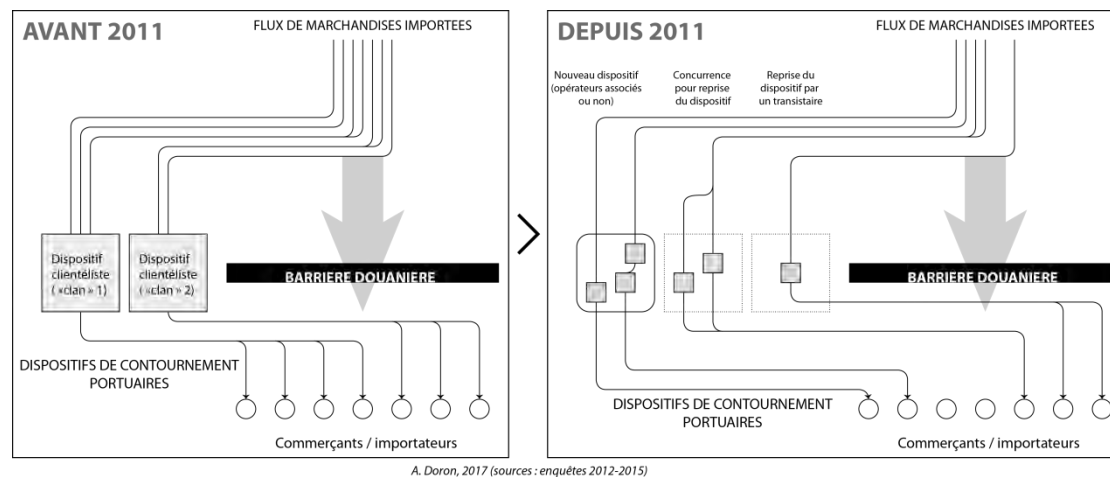 AVANT 2011
FLUX DE MARCHANDISES IMPORTEES
Dispositif
clientéliste
( «clan » 1)
Dispositif
clientéliste
( «clan » 2)
BARRIERE DOUANIERE
DISPOSITIFS DE CONTOURNEMENT
PORTUAIRES
Commerçants / importateurs
>
DEPUIS 2011
FLUX DE MARCHANDISES IMPORTEES
Nouveau dispositif
(opérateurs associés
ou non)
Concurrence
pour reprise
du dispositif
Reprise du
dispositif par
un transistaire
BARRIERE DOUANIERE
DISPOSITIFS DE CONTOURNEMENT
PORTUAIRES
Commerçants / importateurs
A. Doron, 2017 (sources : enquêtes 2012-2015)